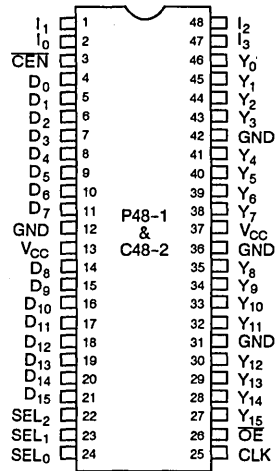 I₁ 1 48 I₂
I₀ 2 47 I₃
C̅E̅N̅ 3 46 Y₀
D₀ 4 45 Y₁
D₁ 5 44 Y₂
D₂ 6 43 Y₃
D₃ 7 42 GND
D₄ 8 41 Y₄
D₅ 9 40 Y₅
D₆ 10 39 Y₆
D₇ 11 38 Y₇
GND 12 37 VCC
VCC 13 36 GND
D₈ 14 35 Y₈
D₉ 15 34 Y₉
D₁₀ 16 33 Y₁₀
D₁₁ 17 32 Y₁₁
D₁₂ 18 31 GND
D₁₃ 19 30 Y₁₂
D₁₄ 20 29 Y₁₃
D₁₅ 21 28 Y₁₄
SEL₂ 22 27 Y₁₅
SEL₁ 23 26 O̅E̅
SEL₀ 24 25 CLK
P48-1
&
C48-2